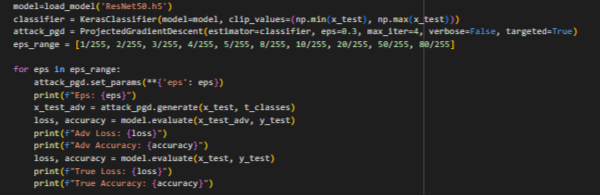 model=load_model('ResNet50.h5')
classifier = KerasClassifier(model=model, clip_values=(np.min(x_test), np.max(x_test)))
attack_pgd = ProjectedGradientDescent(estimator=classifier, eps=0.3, max_iter=4, verbose=False, targeted=True)
eps_range = [1/255, 2/255, 3/255, 4/255, 5/255, 8/255, 10/255, 20/255, 50/255, 80/255]
for eps in eps_range:
attack_pgd.set_params(**{'eps': eps})
print(f"Eps: {eps}")
x_test_adv = attack_pgd.generate(x_test, t_classes)
loss, accuracy = model.evaluate(x_test_adv, y_test)
print(f"Adv Loss: {loss}")
print(f"Adv Accuracy: {accuracy}")
loss, accuracy = model.evaluate(x_test, y_test)
print(f"True Loss: {loss}")
print(f"True Accuracy: {accuracy}")